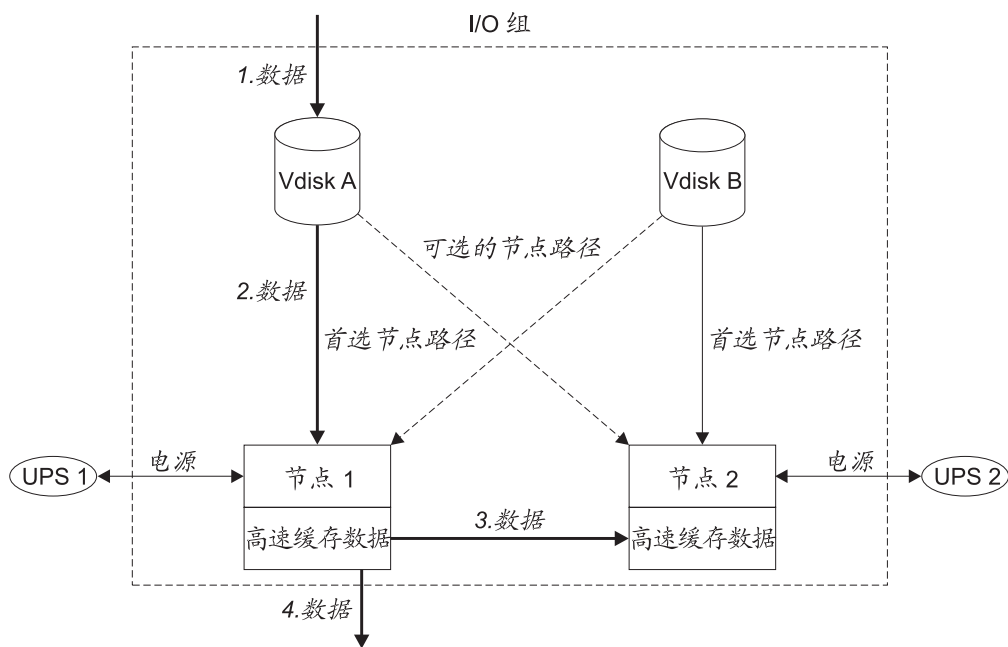 I/O 组
1.数据
Vdisk A
Vdisk B
可选的节点路径
2.数据
首选节点路径
首选节点路径
UPS 1
电源
节点 1
节点 2
电源
UPS 2
高速缓存数据
3.数据
高速缓存数据
4.数据